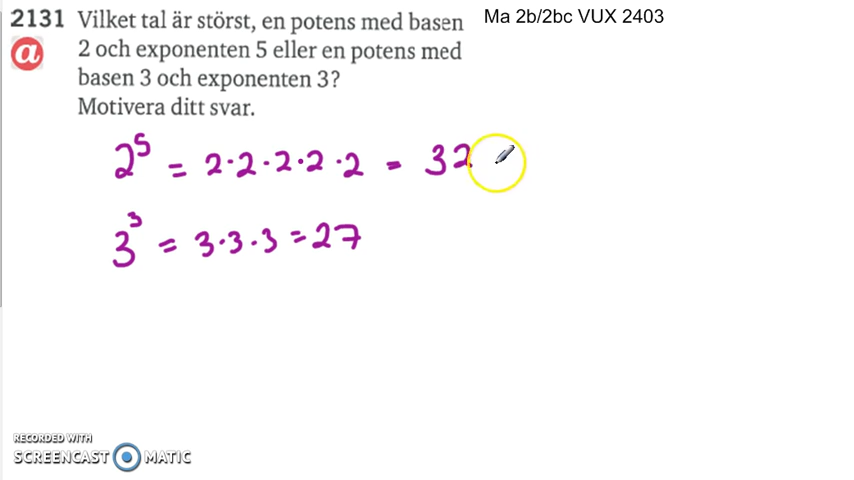 2131 Vilket tal är störst, en potens med basen
a 2 och exponenten 5 eller en potens med
basen 3 och exponenten 3?
Motivera ditt svar.
Ma 2b/2bc VUX 2403
2⁵ = 2·2·2·2·2 = 32
3³ = 3·3·3 = 27
RECORDED WITH
SCREENCAST MATIC